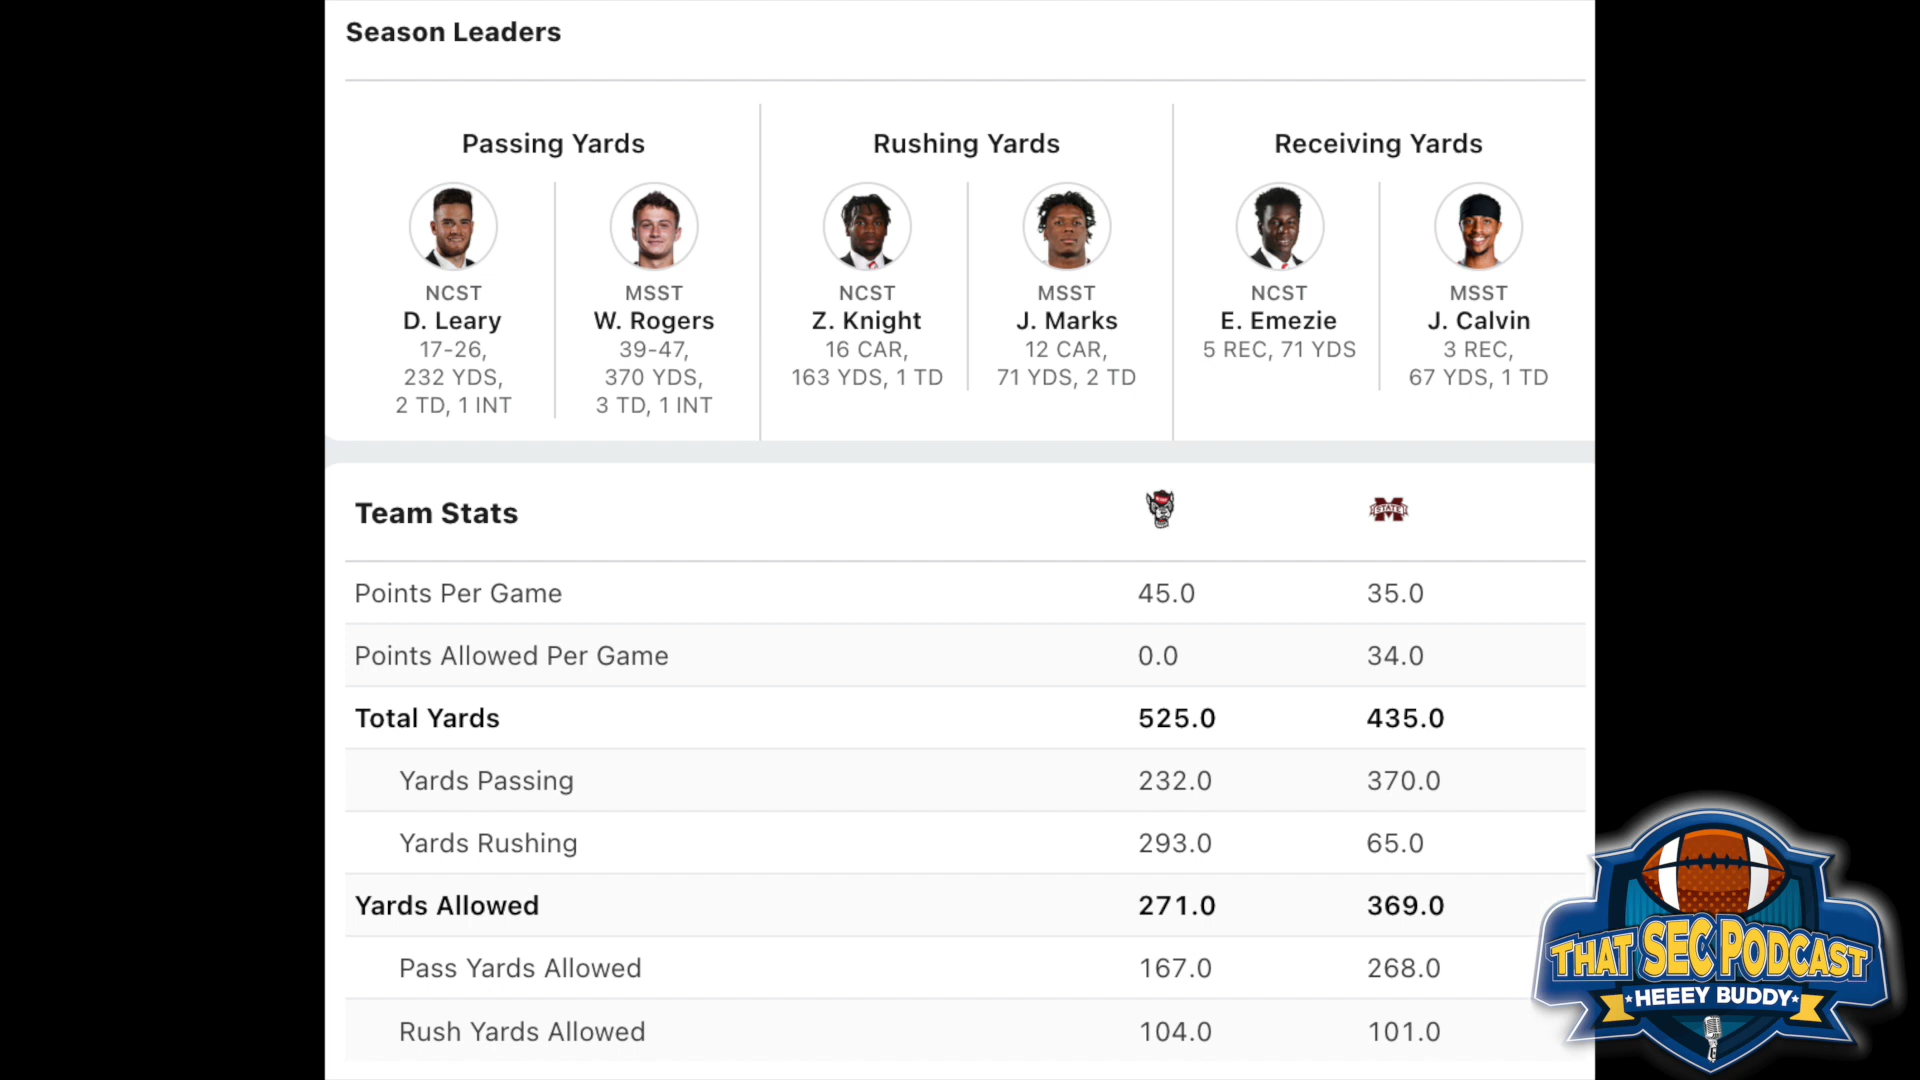 Season Leaders
Passing Yards
Rushing Yards
Receiving Yards
NCST
D. Leary
17-26,
232 YDS,
2 TD, 1 INT
MSST
W. Rogers
39-47,
370 YDS,
3 TD, 1 INT
NCST
Z. Knight
16 CAR,
163 YDS, 1 TD
MSST
J. Marks
12 CAR,
71 YDS, 2 TD
NCST
E. Emezie
5 REC, 71 YDS
MSST
J. Calvin
3 REC,
67 YDS, 1 TD
Team Stats
STATE
Points Per Game 45.0 35.0
Points Allowed Per Game 0.0 34.0
Total Yards 525.0 435.0
Yards Passing 232.0 370.0
Yards Rushing 293.0 65.0
Yards Allowed 271.0 369.0
Pass Yards Allowed 167.0 268.0
Rush Yards Allowed 104.0 101.0
THAT SEC PODCAST
HEEEY BUDDY